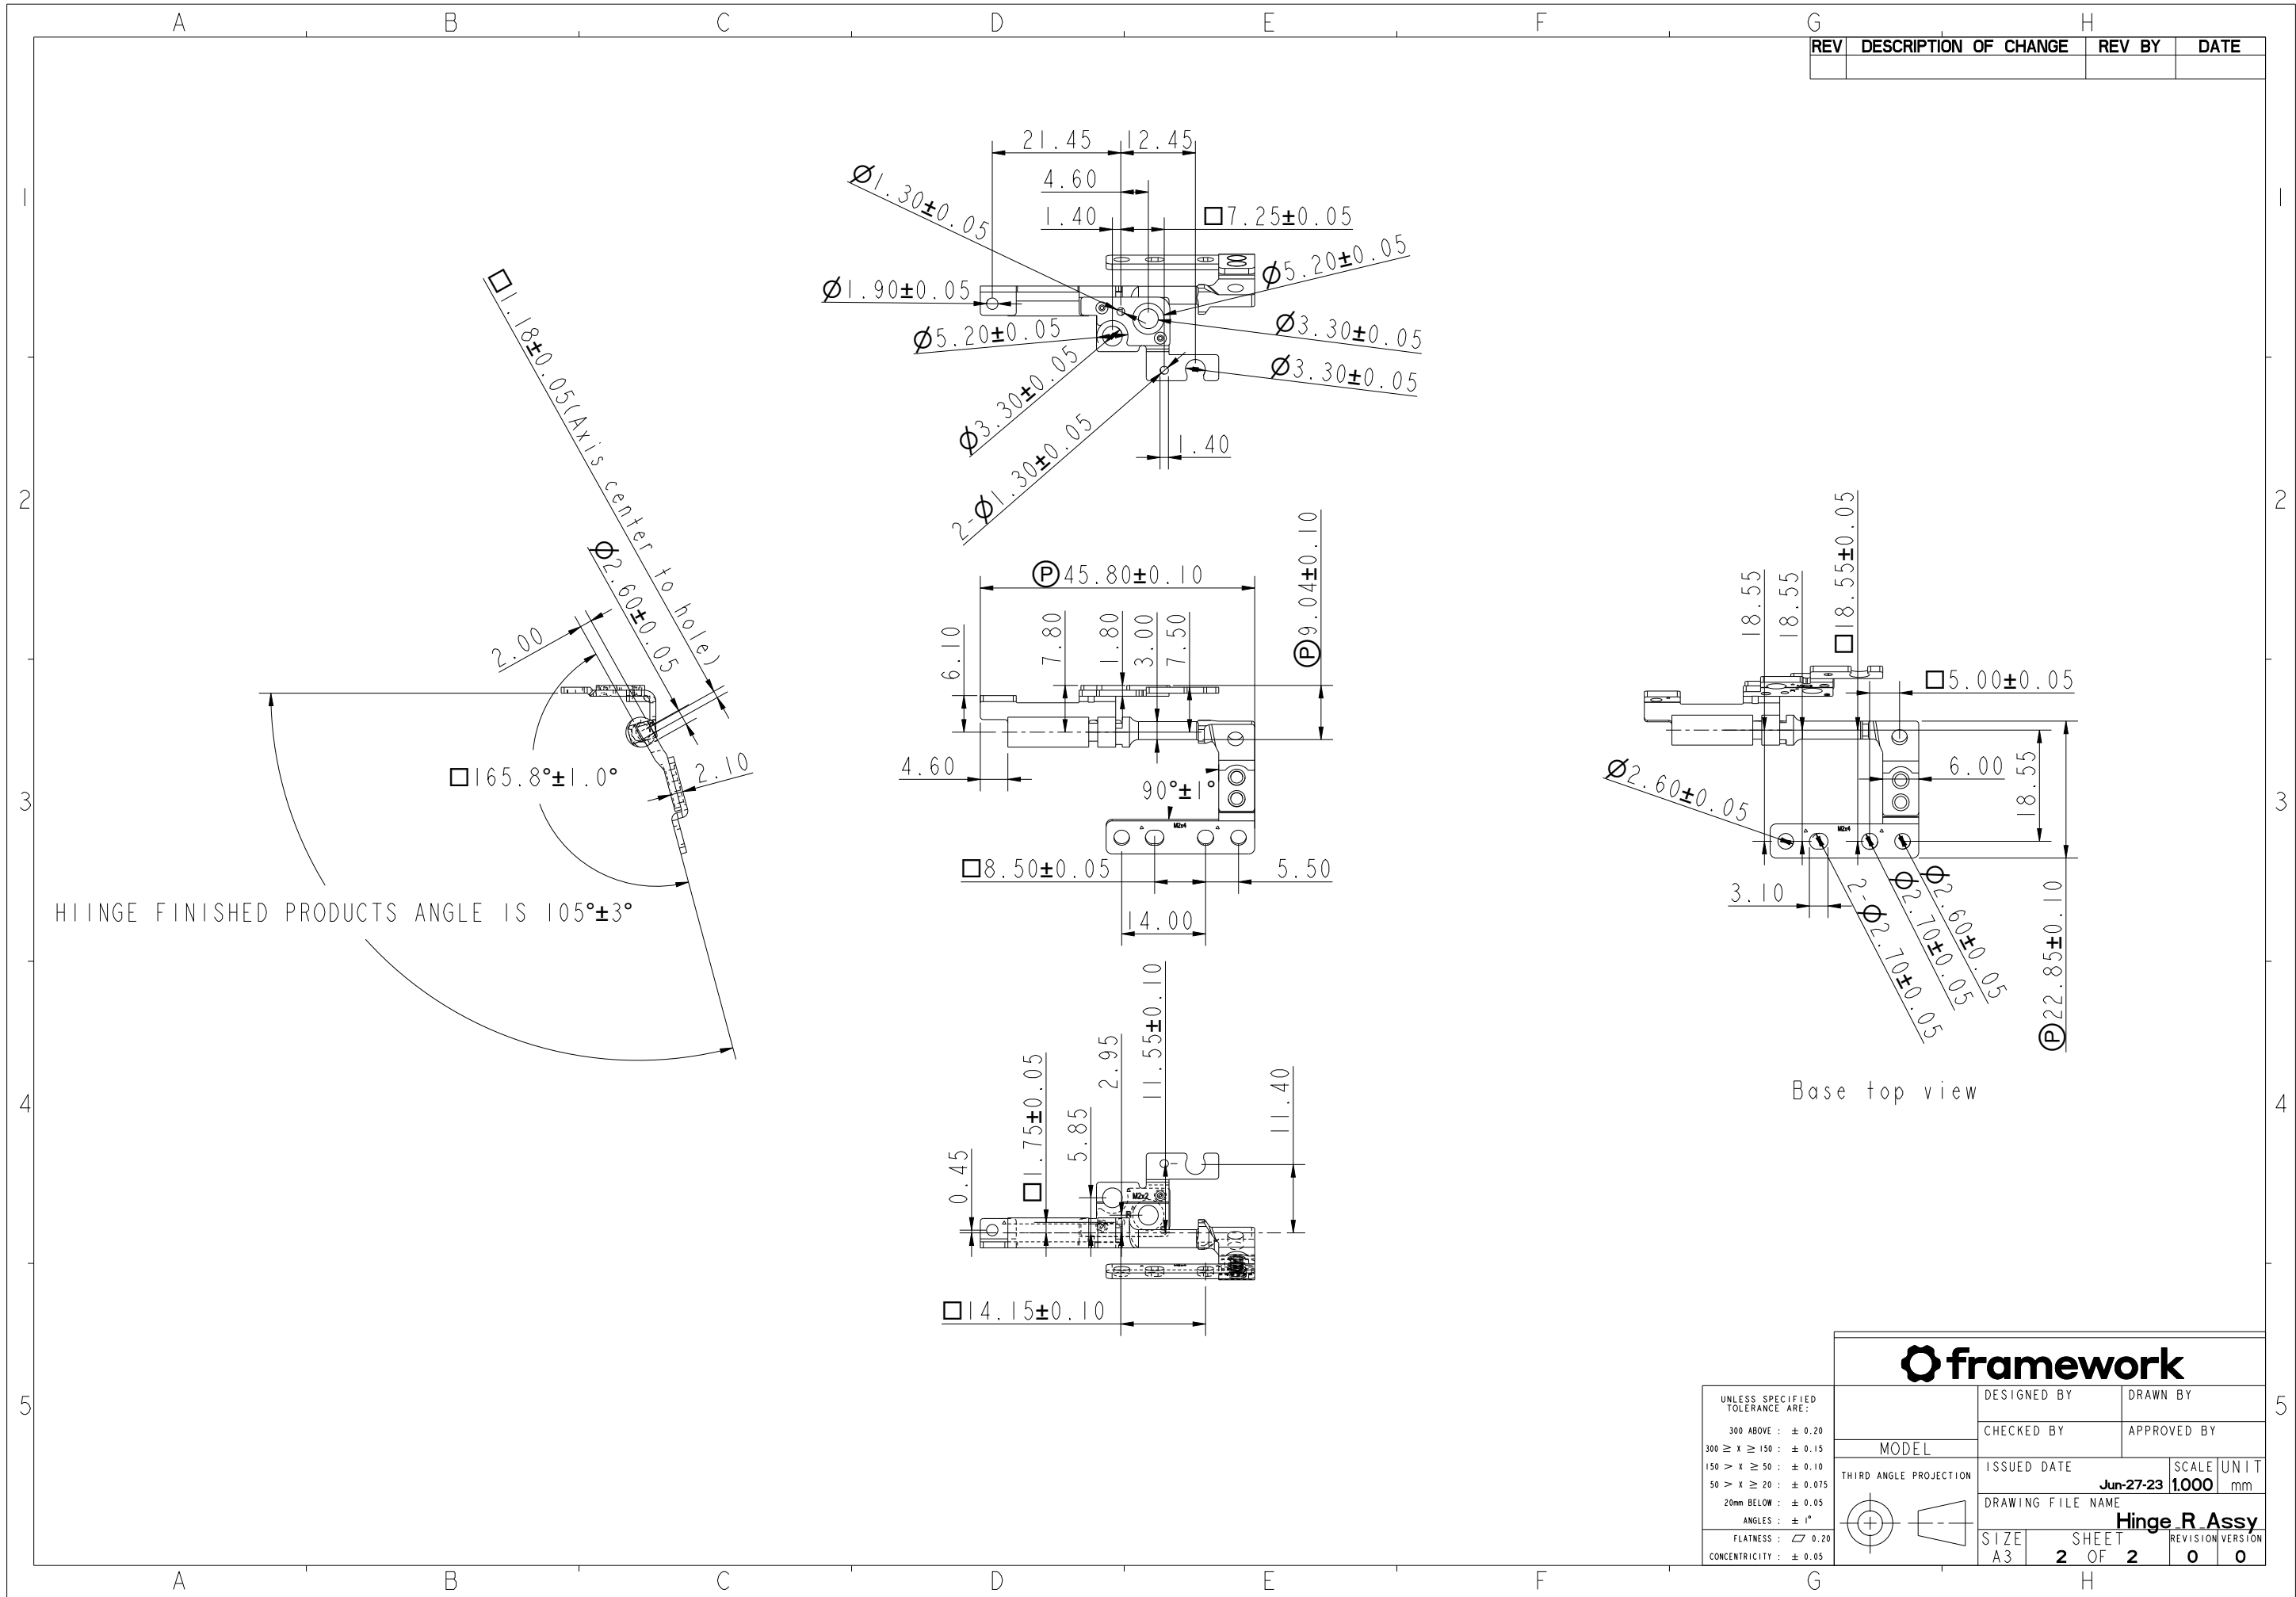 A B C D E F G H
REV DESCRIPTION OF CHANGE REV BY DATE
1 1
2 2
3 3
4 4
5 5
21.45 12.45
4.60
1.40 □7.25±0.05
Ø1.30±0.05
Ø1.90±0.05
Ø5.20±0.05
Ø5.20±0.05
Ø3.30±0.05
Ø3.30±0.05
Ø3.30±0.05
2-Ø1.30±0.05
1.40
□1.18±0.05(Axis center to hole)
Ø2.60±0.05
2.00
□165.8°±1.0°
2.10
HIINGE FINISHED PRODUCTS ANGLE IS 105°±3°
Ⓟ45.80±0.10
Ⓟ9.04±0.10
6.10
7.80
1.80
3.00
7.50
4.60
90°±1°
M2x4
□8.50±0.05 5.50
14.00
18.55
18.55
□18.55±0.05
□5.00±0.05
6.00
18.55
Ø2.60±0.05
M2x4
3.10
2-Ø2.70±0.05
Ø2.70±0.05
Ø2.60±0.05
Ⓟ22.85±0.10
Base top view
0.45
□1.75±0.05
5.85
2.95
11.55±0.10
11.40
M2x2
□14.15±0.10
framework
UNLESS SPECIFIED
TOLERANCE ARE:
300 ABOVE : ± 0.20
300 ≥ X ≥ 150 : ± 0.15
150 > X ≥ 50 : ± 0.10
50 > X ≥ 20 : ± 0.075
20mm BELOW : ± 0.05
ANGLES : ± 1°
FLATNESS : ⏥ 0.20
CONCENTRICITY : ± 0.05
MODEL
THIRD ANGLE PROJECTION
DESIGNED BY DRAWN BY
CHECKED BY APPROVED BY
ISSUED DATE SCALE UNIT
Jun-27-23 1.000 mm
DRAWING FILE NAME
Hinge_R_Assy
SIZE SHEET REVISION VERSION
A3 2 OF 2 0 0
A B C D E F G H